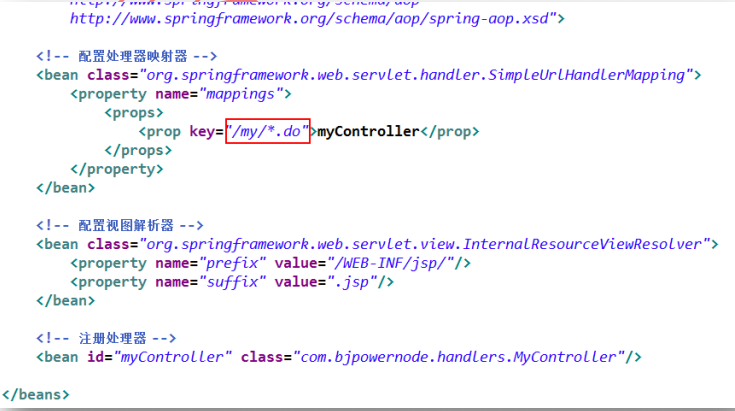 http://www.springframework.org/schema/aop
http://www.springframework.org/schema/aop/spring-aop.xsd">
<!-- 配置处理器映射器 -->
<bean class="org.springframework.web.servlet.handler.SimpleUrlHandlerMapping">
<property name="mappings">
<props>
<prop key="/my/*.do">myController</prop>
</props>
</property>
</bean>
<!-- 配置视图解析器 -->
<bean class="org.springframework.web.servlet.view.InternalResourceViewResolver">
<property name="prefix" value="/WEB-INF/jsp/"/>
<property name="suffix" value=".jsp"/>
</bean>
<!-- 注册处理器 -->
<bean id="myController" class="com.bjpowernode.handlers.MyController"/>
</beans>